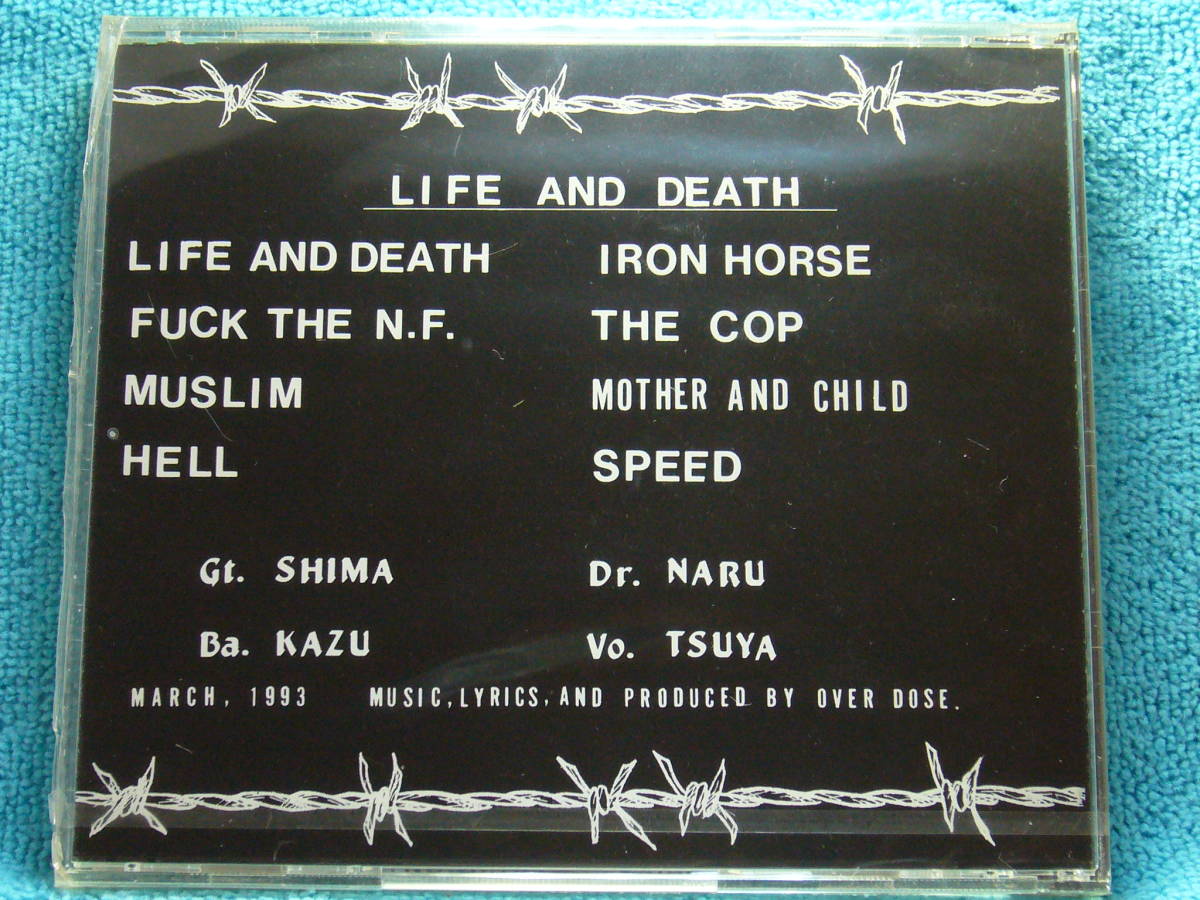 LIFE AND DEATH
LIFE AND DEATH
FUCK THE N.F.
MUSLIM
HELL
IRON HORSE
THE COP
MOTHER AND CHILD
SPEED
Gt. SHIMA
Dr. NARU
Ba. KAZU
Vo. TSUYA
MARCH, 1993 MUSIC, LYRICS, AND PRODUCED BY OVER DOSE.